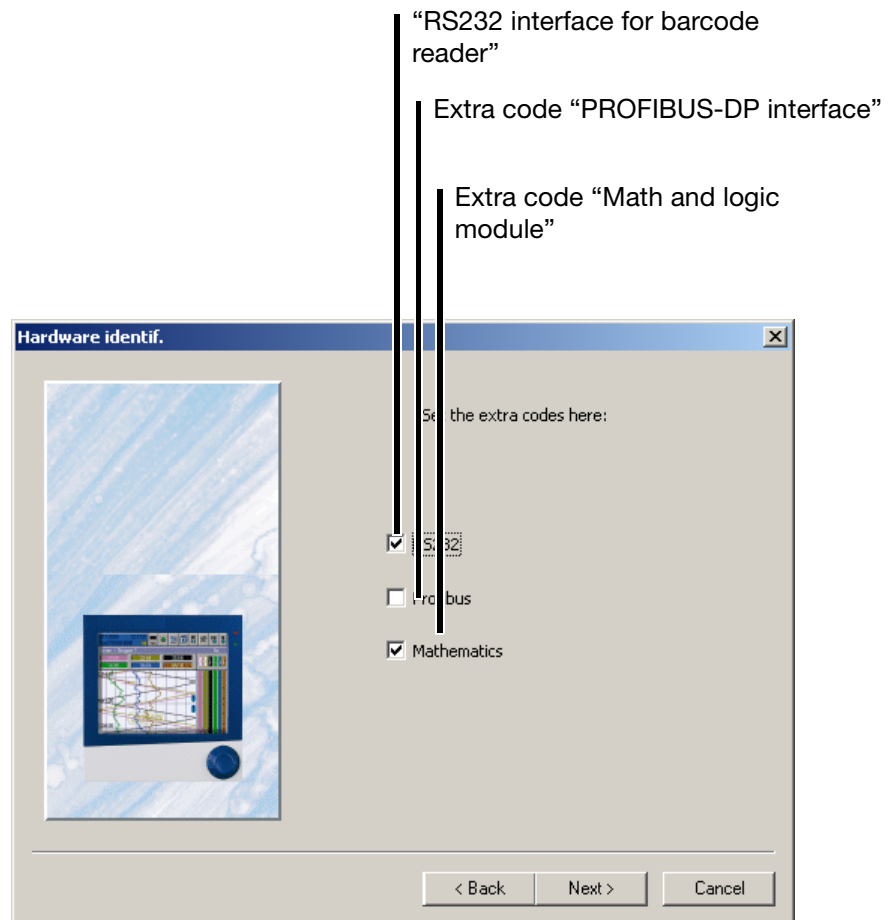 “RS232 interface for barcode
reader”
Extra code “PROFIBUS-DP interface”
Extra code “Math and logic
module”
Hardware identif.
the extra codes here:
Mathematics
< Back
Next >
Cancel